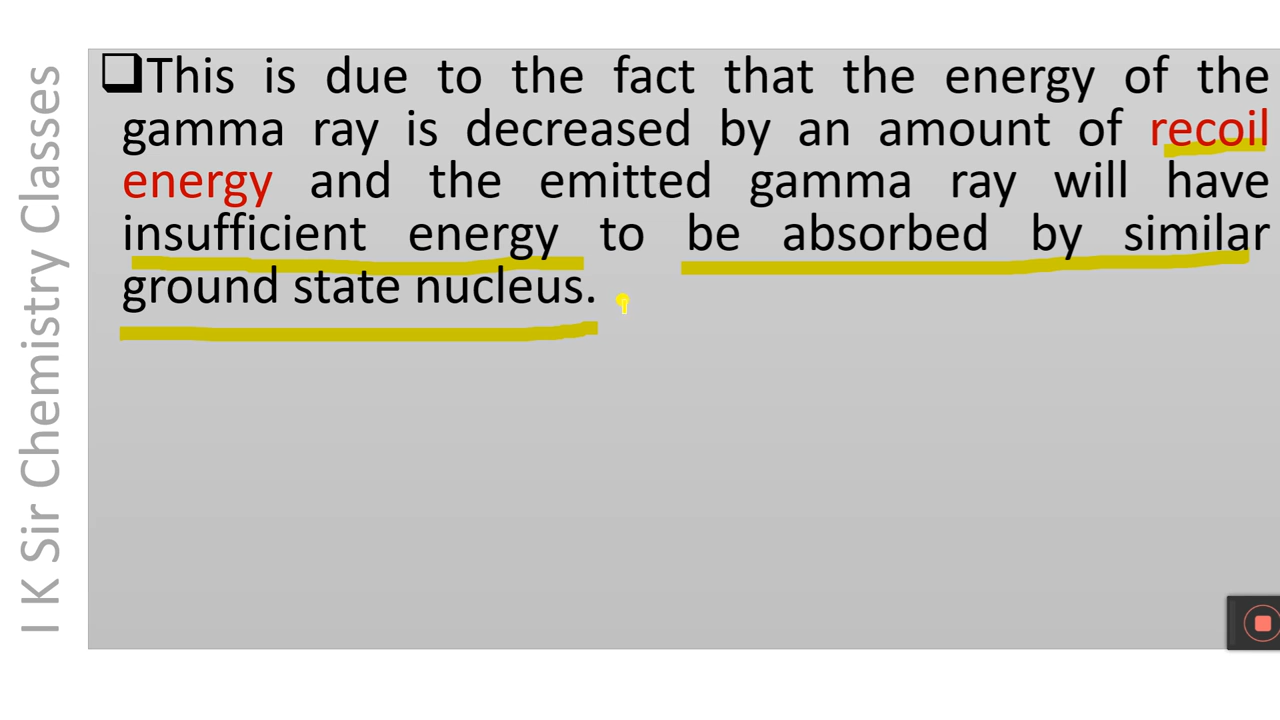 I K Sir Chemistry Classes
This is due to the fact that the energy of the
gamma ray is decreased by an amount of recoil
energy and the emitted gamma ray will have
insufficient energy to be absorbed by similar
ground state nucleus.